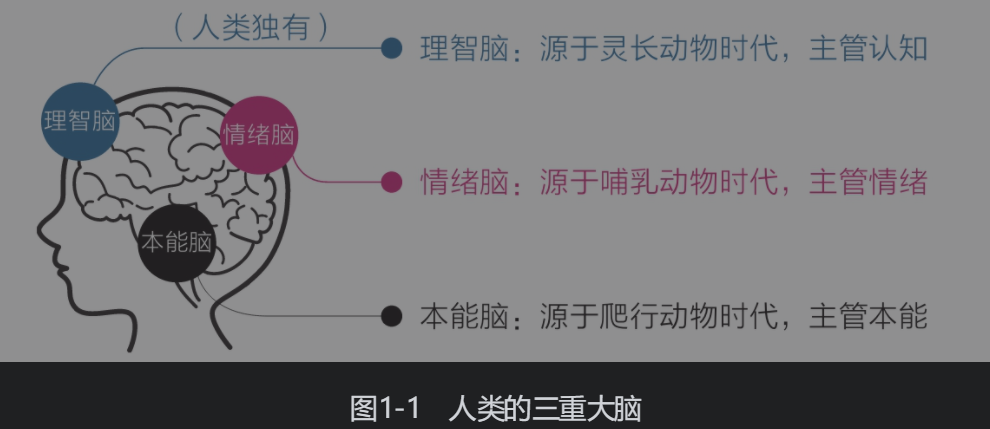 （人类独有）
理智脑：源于灵长动物时代，主管认知
理智脑
情绪脑
情绪脑：源于哺乳动物时代，主管情绪
本能脑
本能脑：源于爬行动物时代，主管本能
图1-1 人类的三重大脑